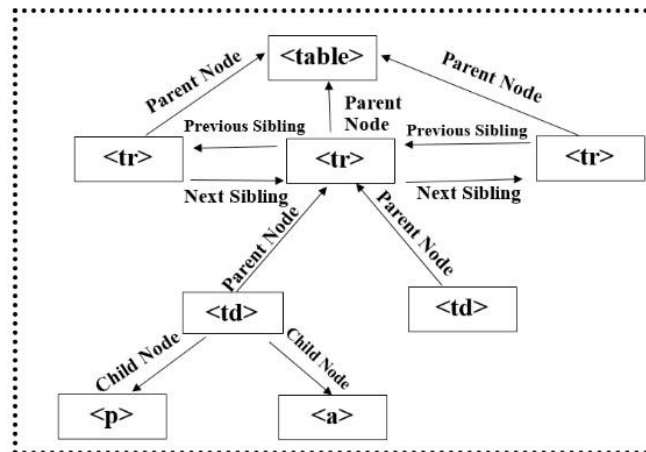 <table>
Parent Node
Parent Node
Parent
Node
Previous Sibling
Previous Sibling
<tr>
<tr>
<tr>
Next Sibling
Next Sibling
Parent Node
Parent Node
<td>
<td>
Child Node
Child Node
<p>
<a>